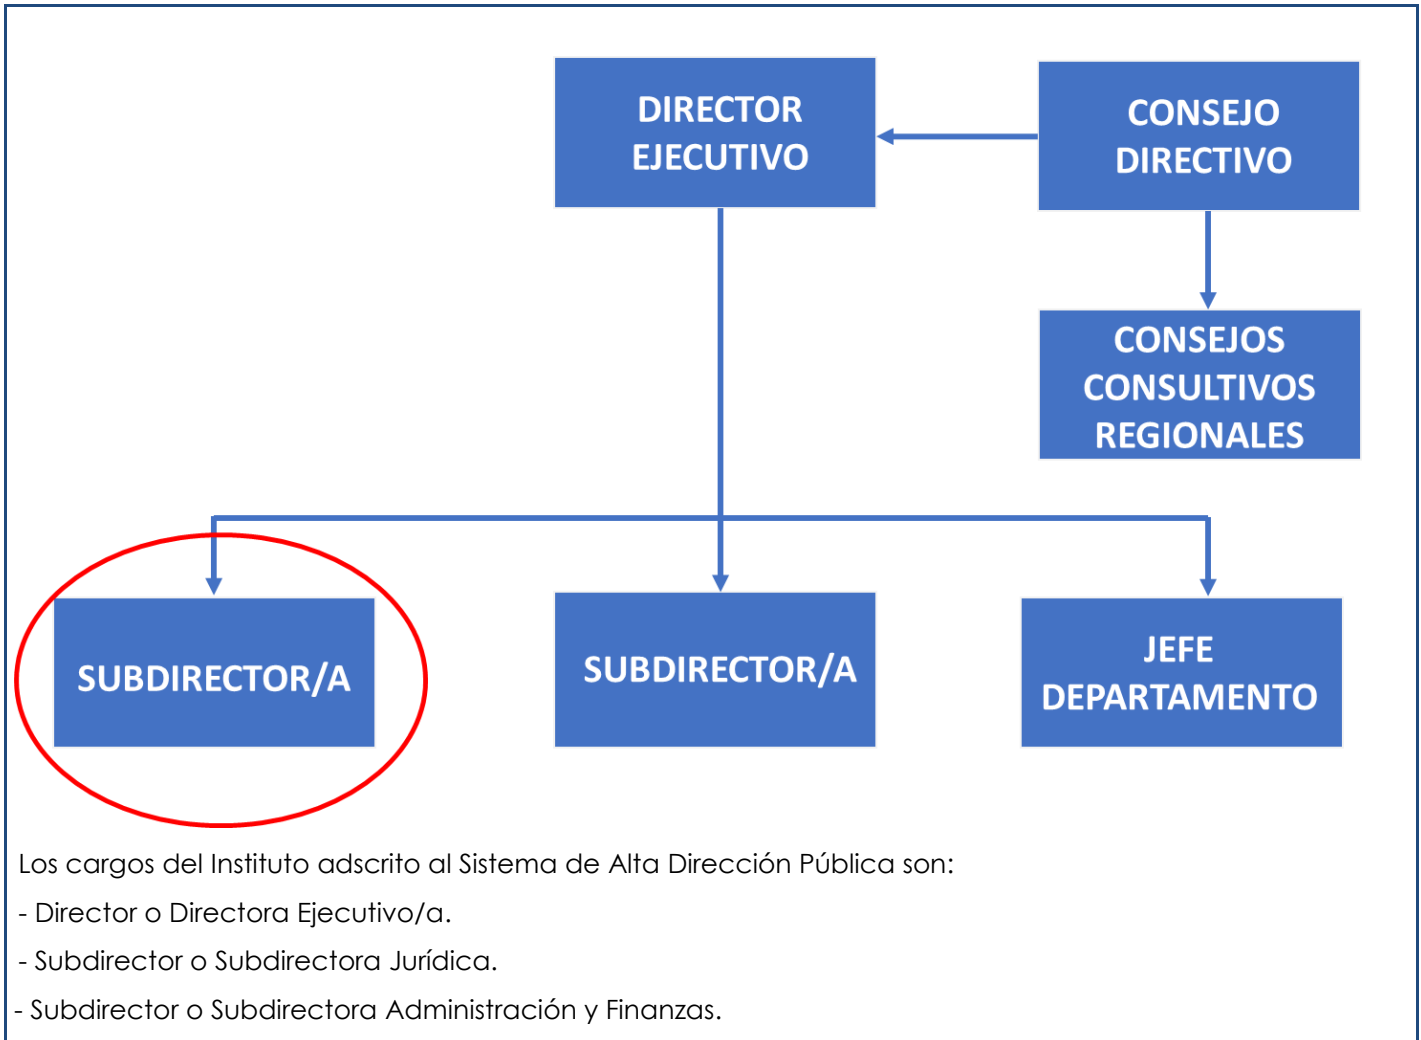 DIRECTOR
EJECUTIVO
CONSEJO
DIRECTIVO
CONSEJOS
CONSULTIVOS
REGIONALES
SUBDIRECTOR/A
SUBDIRECTOR/A
JEFE
DEPARTAMENTO
Los cargos del Instituto adscrito al Sistema de Alta Dirección Pública son:
- Director o Directora Ejecutivo/a.
- Subdirector o Subdirectora Jurídica.
- Subdirector o Subdirectora Administración y Finanzas.